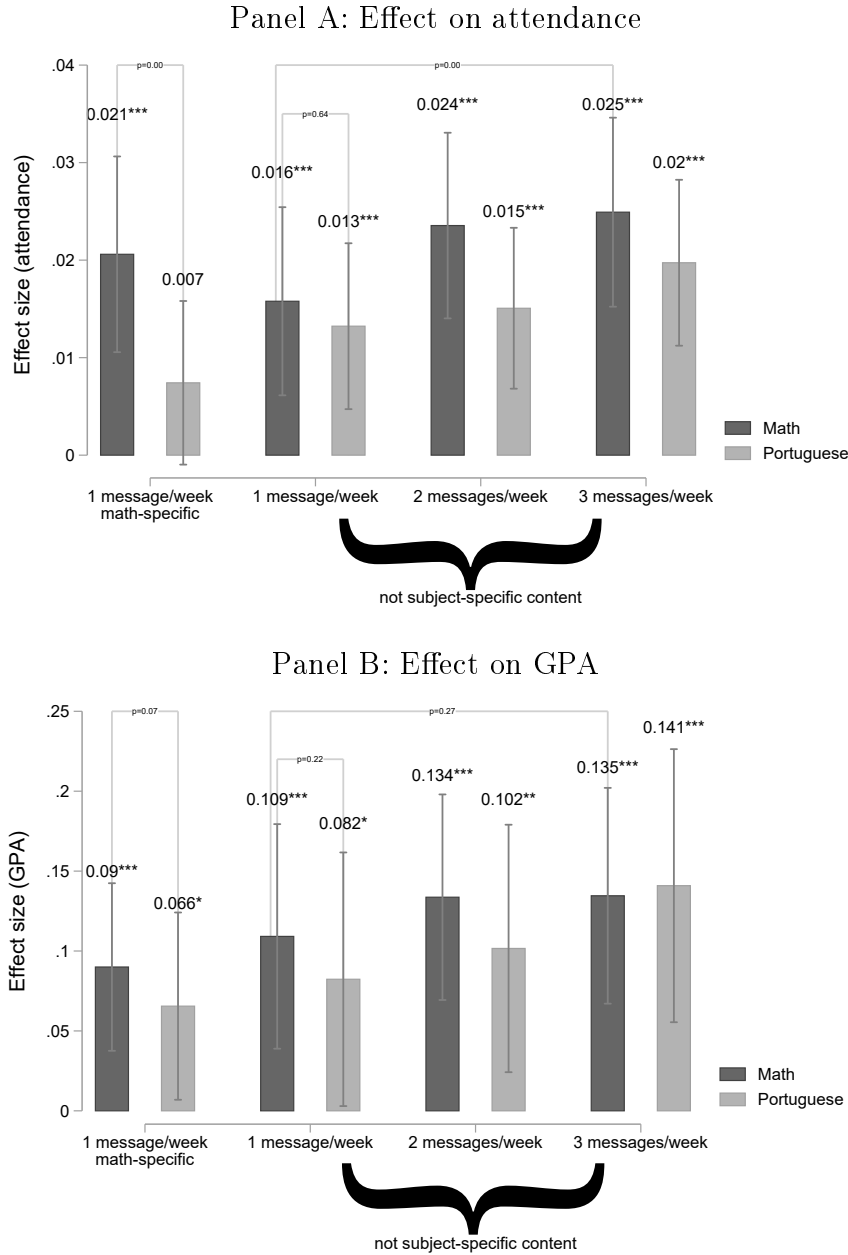 Panel A: Effect on attendance
Effect size (attendance)
.04
.03
.02
.01
0
p=0.00
p=0.00
p=0.64
0.021***
0.007
0.016***
0.013***
0.024***
0.015***
0.025***
0.02***
Math
Portuguese
1 message/week
math-specific
1 message/week
2 messages/week
3 messages/week
not subject-specific content
Panel B: Effect on GPA
Effect size (GPA)
.25
.2
.15
.1
.05
0
p=0.07
p=0.27
p=0.22
0.09***
0.066*
0.109***
0.082*
0.134***
0.102**
0.135***
0.141***
Math
Portuguese
1 message/week
math-specific
1 message/week
2 messages/week
3 messages/week
not subject-specific content